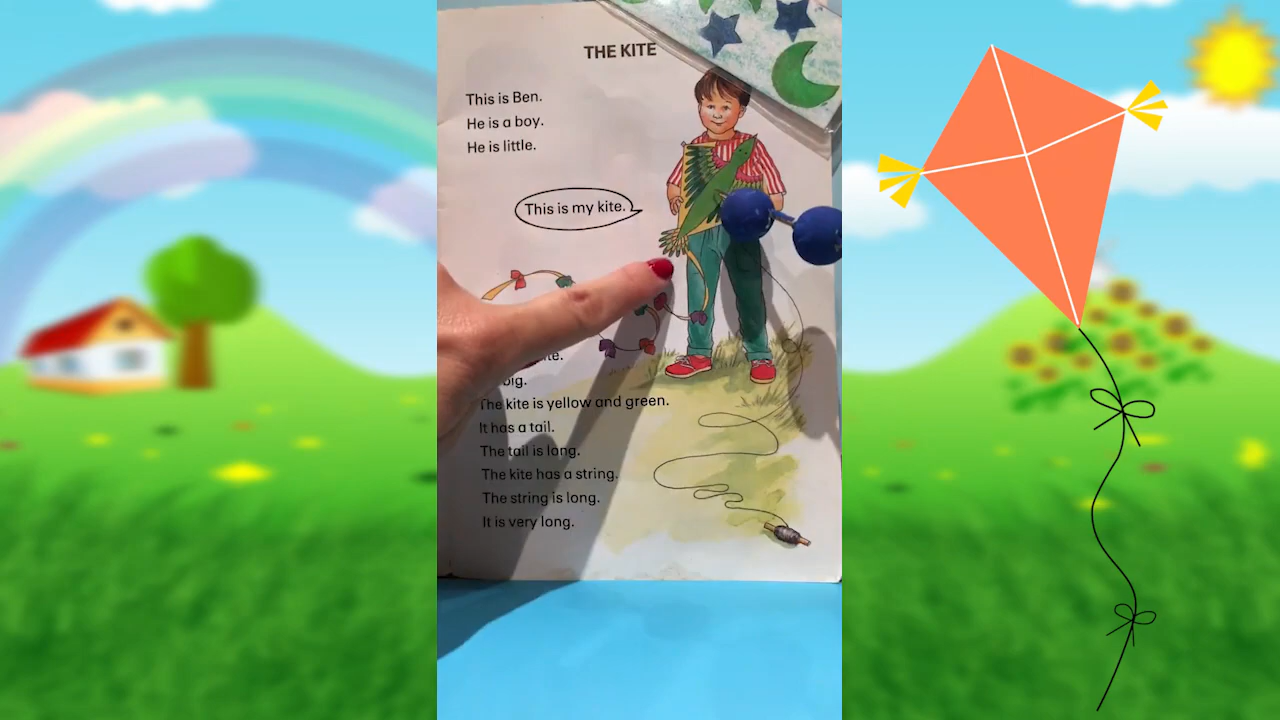 THE KITE
This is Ben.
He is a boy.
He is little.
This is my kite.
big.
The kite is yellow and green.
It has a tail.
The tail is long.
The kite has a string.
The string is long.
It is very long.